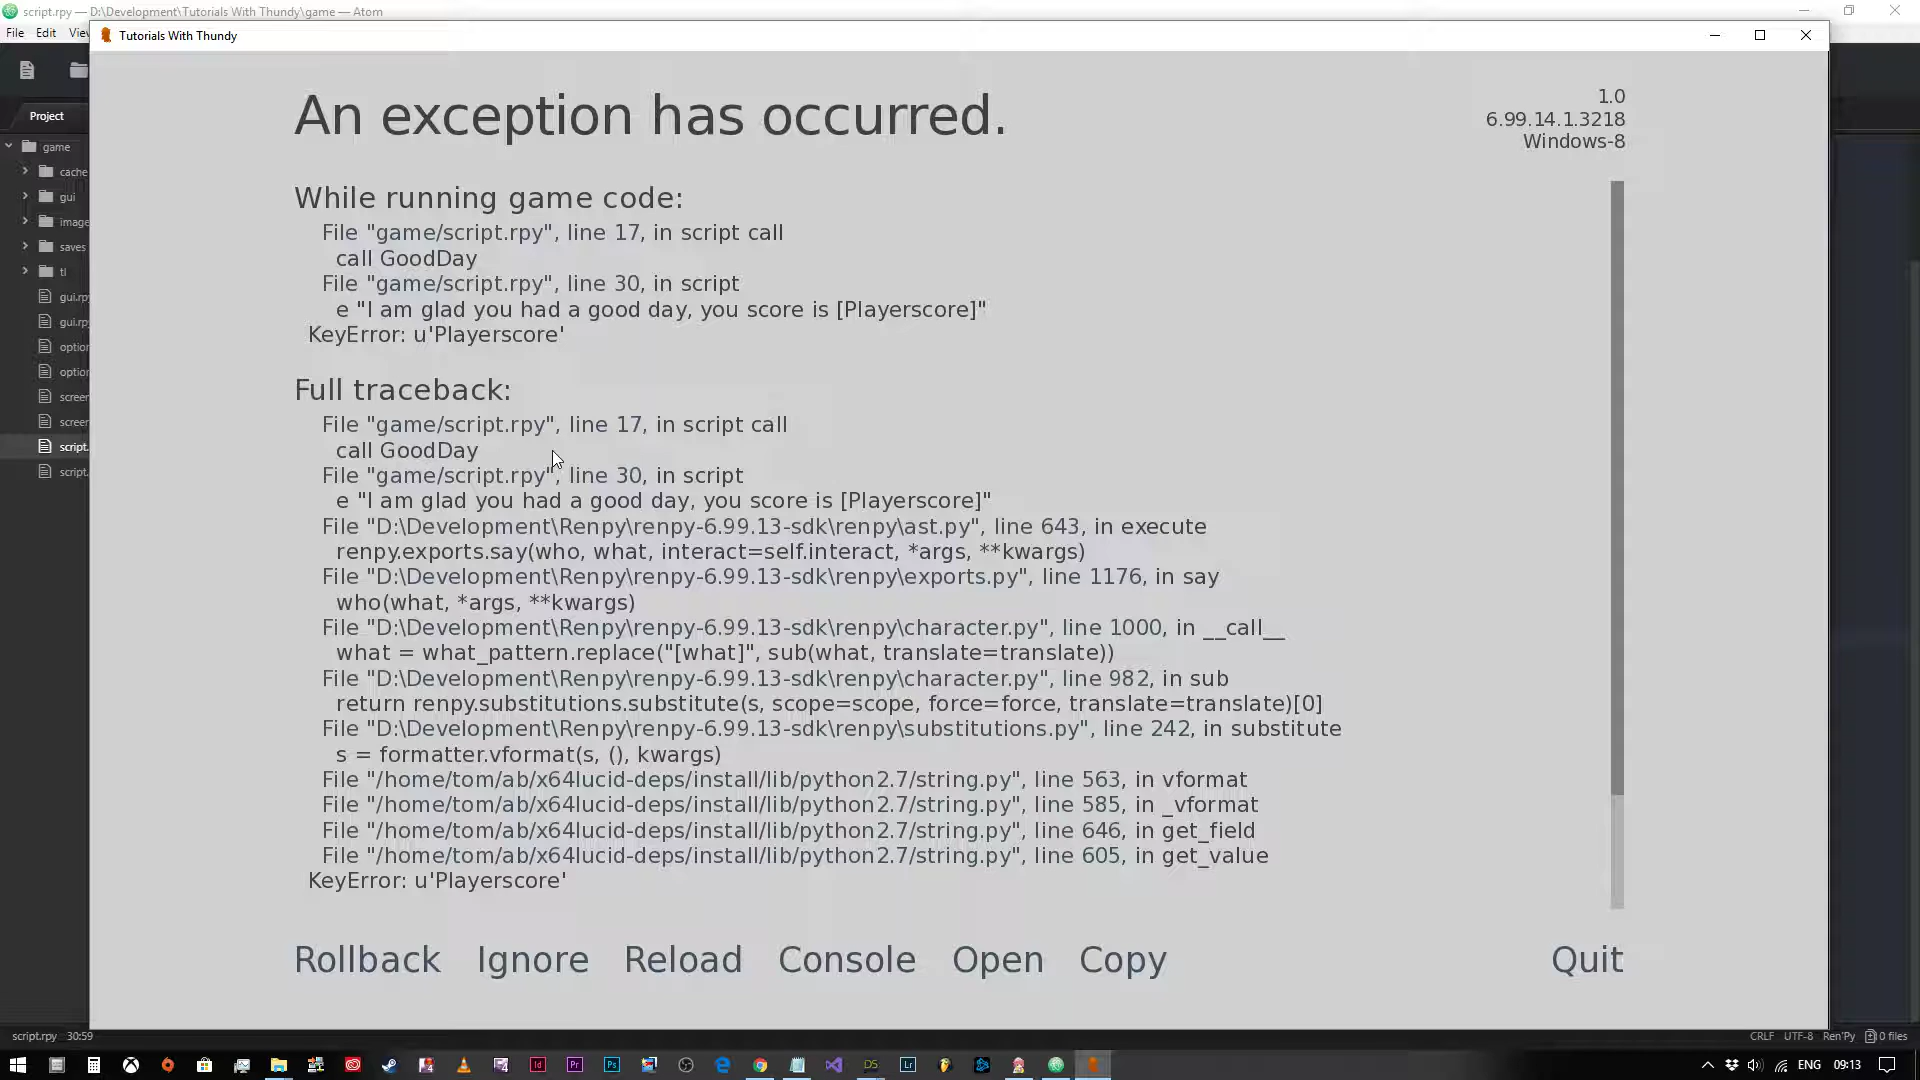 script.rpy — D:\Development\Tutorials With Thundy\game — Atom
File Edit View
Tutorials With Thundy
Project
game
cache
gui
image
saves
tl
gui.rp
gui.rp
option
option
screen
screen
script.
script.
An exception has occurred.
1.0
6.99.14.1.3218
Windows-8
While running game code:
File "game/script.rpy", line 17, in script call
call GoodDay
File "game/script.rpy", line 30, in script
e "I am glad you had a good day, you score is [Playerscore]"
KeyError: u'Playerscore'
Full traceback:
File "game/script.rpy", line 17, in script call
call GoodDay
File "game/script.rpy", line 30, in script
e "I am glad you had a good day, you score is [Playerscore]"
File "D:\Development\Renpy\renpy-6.99.13-sdk\renpy\ast.py", line 643, in execute
renpy.exports.say(who, what, interact=self.interact, *args, **kwargs)
File "D:\Development\Renpy\renpy-6.99.13-sdk\renpy\exports.py", line 1176, in say
who(what, *args, **kwargs)
File "D:\Development\Renpy\renpy-6.99.13-sdk\renpy\character.py", line 1000, in __call__
what = what_pattern.replace("[what]", sub(what, translate=translate))
File "D:\Development\Renpy\renpy-6.99.13-sdk\renpy\character.py", line 982, in sub
return renpy.substitutions.substitute(s, scope=scope, force=force, translate=translate)[0]
File "D:\Development\Renpy\renpy-6.99.13-sdk\renpy\substitutions.py", line 242, in substitute
s = formatter.vformat(s, (), kwargs)
File "/home/tom/ab/x64lucid-deps/install/lib/python2.7/string.py", line 563, in vformat
File "/home/tom/ab/x64lucid-deps/install/lib/python2.7/string.py", line 585, in _vformat
File "/home/tom/ab/x64lucid-deps/install/lib/python2.7/string.py", line 646, in get_field
File "/home/tom/ab/x64lucid-deps/install/lib/python2.7/string.py", line 605, in get_value
KeyError: u'Playerscore'
Rollback Ignore Reload Console Open Copy Quit
script.rpy 30:59
CRLF UTF-8 Ren'Py 0 files
ENG 09:13